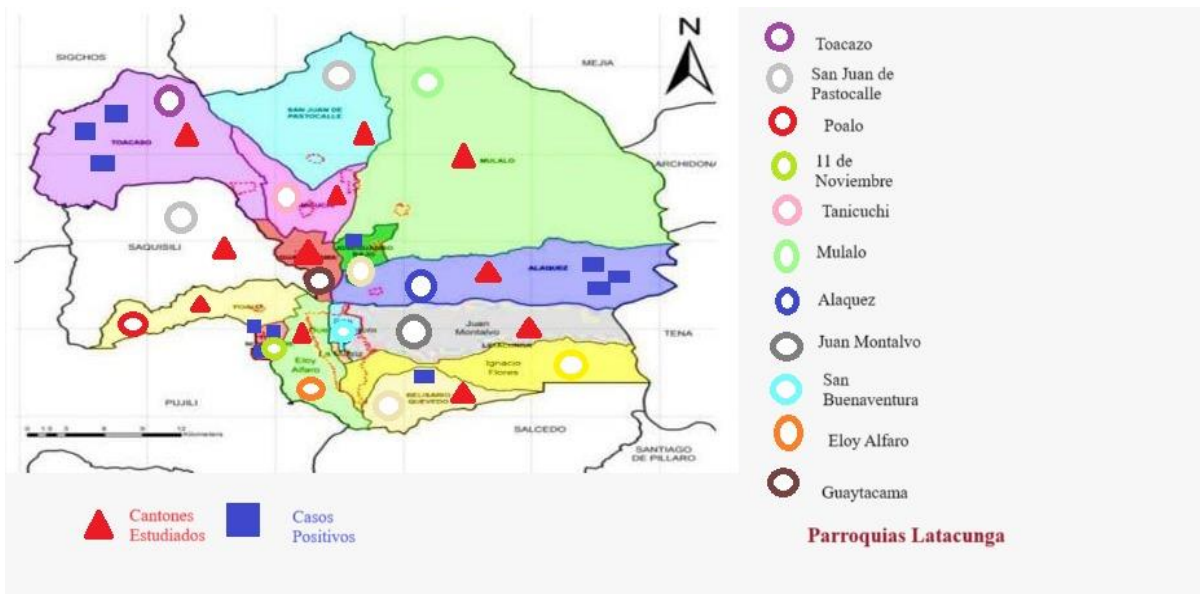 N
SIGCHOS
MEJIA
SAN JUAN DE
PASTOCALLE
TOACASO
MULALO
ARCHIDONA
SAQUISILI
ALAQUEZ
Juan
Montalvo
TENA
Eloy
Alfaro
Ignacio
Flores
BELISARIO
QUEVEDO
PUJILI
SALCEDO
SANTIAGO
DE PILLARO
Cantones
Estudiados
Casos
Positivos
Toacazo
San Juan de
Pastocalle
Poalo
11 de
Noviembre
Tanicuchi
Mulalo
Alaquez
Juan Montalvo
San
Buenaventura
Eloy Alfaro
Guaytacama
Parroquias Latacunga